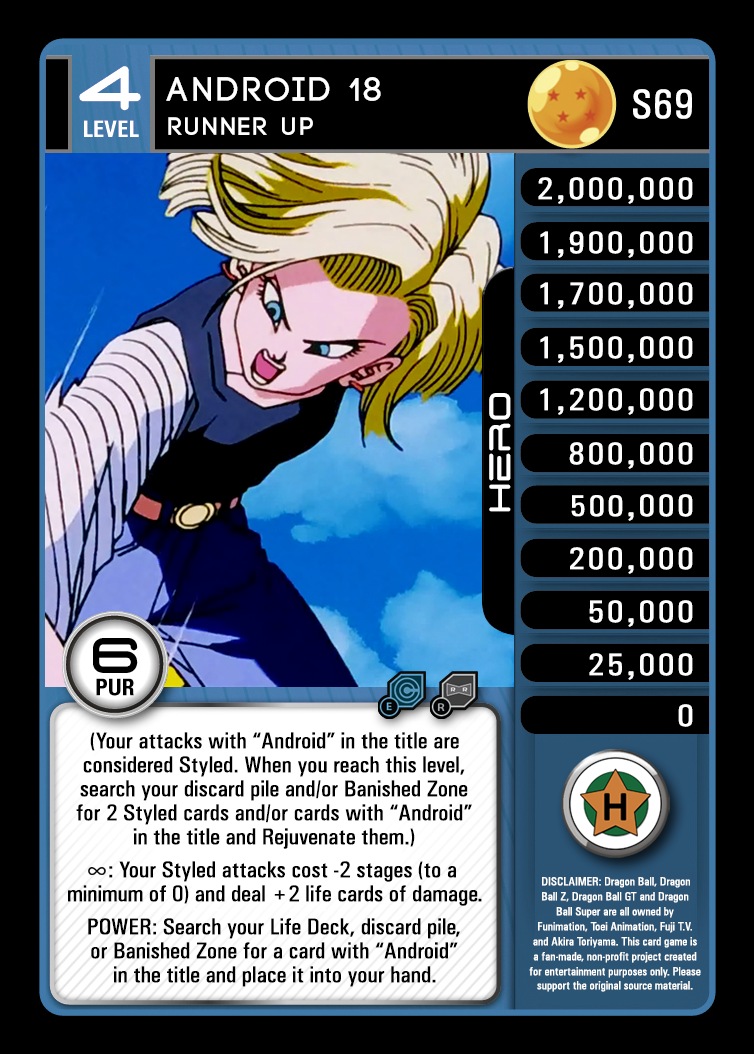 4
LEVEL
ANDROID 18
RUNNER UP
S69
2,000,000
1,900,000
1,700,000
1,500,000
1,200,000
800,000
500,000
200,000
50,000
25,000
0
HERO
6
PUR
E
R
R R
(Your attacks with “Android” in the title are
considered Styled. When you reach this level,
search your discard pile and/or Banished Zone
for 2 Styled cards and/or cards with “Android”
in the title and Rejuvenate them.)
∞: Your Styled attacks cost -2 stages (to a
minimum of 0) and deal +2 life cards of damage.
POWER: Search your Life Deck, discard pile,
or Banished Zone for a card with “Android”
in the title and place it into your hand.
H
DISCLAIMER: Dragon Ball, Dragon
Ball Z, Dragon Ball GT and Dragon
Ball Super are all owned by
Funimation, Toei Animation, Fuji T.V.
and Akira Toriyama. This card game is
a fan-made, non-profit project created
for entertainment purposes only. Please
support the original source material.